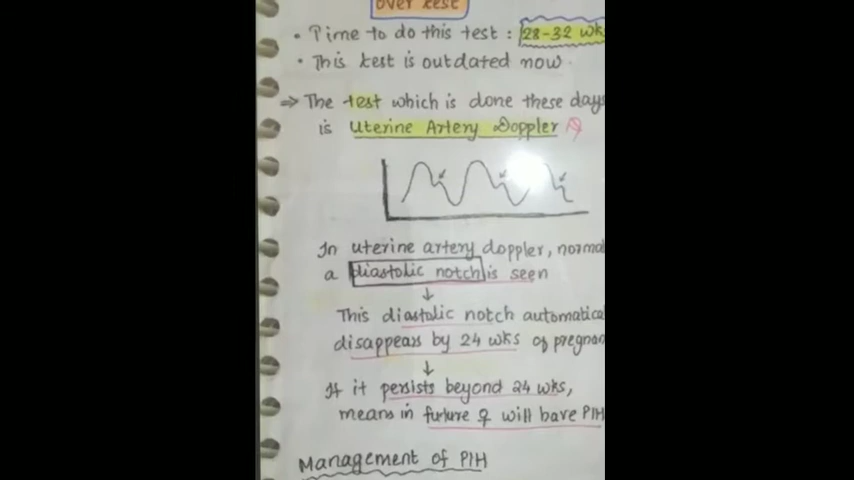 over test
• Time to do this test : 28-32 wk
• This test is outdated now.
⇒ The test which is done these days
is Uterine Artery Doppler
In uterine artery doppler, normal
a diastolic notch is seen
↓
This diastolic notch automatica
disappears by 24 wks of pregnan
↓
If it persists beyond 24 wks,
means in future ♀ will have PIH
Management of PIH